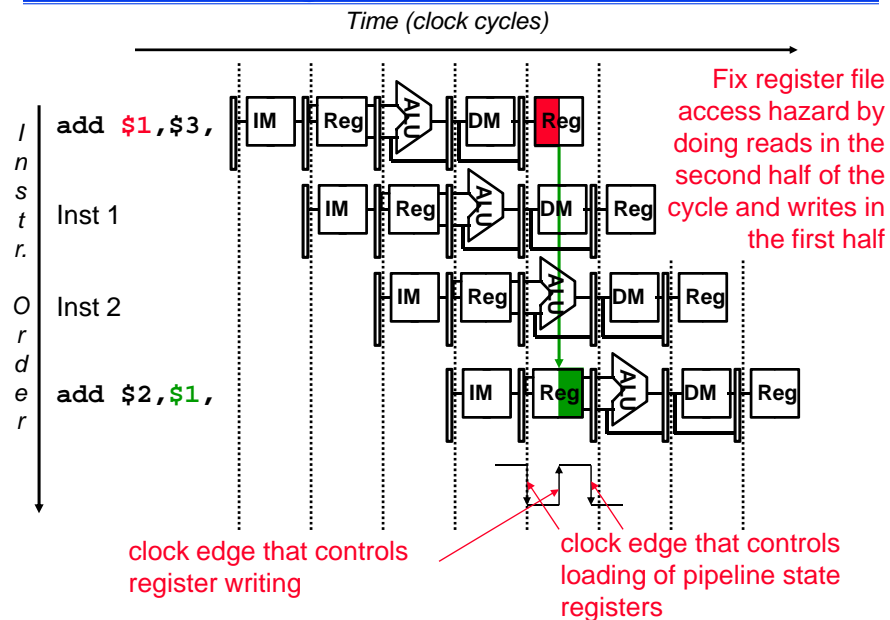 Time (clock cycles)
Fix register file
access hazard by
doing reads in the
second half of the
cycle and writes in
the first half
Instr. Order
add $1,$3,
IM Reg ALU DM Reg
Inst 1
IM Reg ALU DM Reg
Inst 2
IM Reg ALU DM Reg
add $2,$1,
IM Reg ALU DM Reg
clock edge that controls
register writing
clock edge that controls
loading of pipeline state
registers